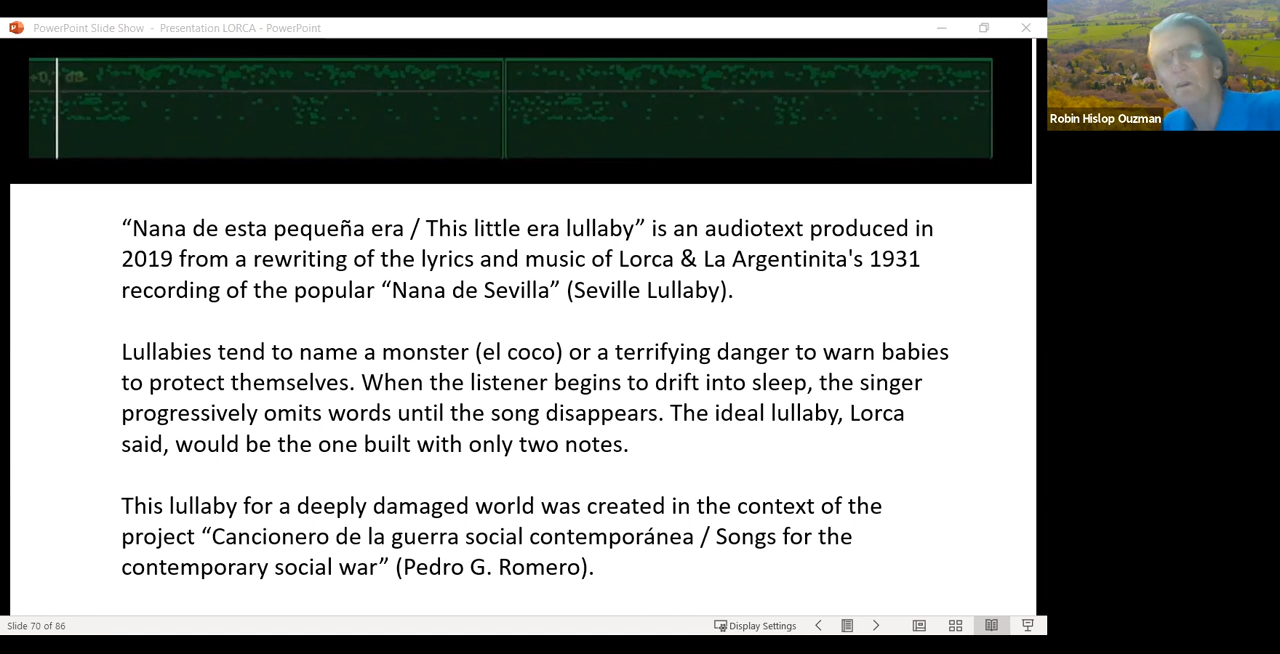 PowerPoint Slide Show - Presentation LORCA - PowerPoint
Robin Hislop Ouzman
“Nana de esta pequeña era / This little era lullaby” is an audiotext produced in
2019 from a rewriting of the lyrics and music of Lorca & La Argentinita's 1931
recording of the popular “Nana de Sevilla” (Seville Lullaby).
Lullabies tend to name a monster (el coco) or a terrifying danger to warn babies
to protect themselves. When the listener begins to drift into sleep, the singer
progressively omits words until the song disappears. The ideal lullaby, Lorca
said, would be the one built with only two notes.
This lullaby for a deeply damaged world was created in the context of the
project “Cancionero de la guerra social contemporánea / Songs for the
contemporary social war” (Pedro G. Romero).
Slide 70 of 86
Display Settings